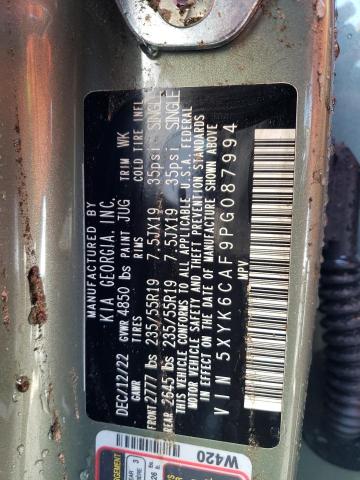 MANUFACTURED BY
KIA GEORGIA, INC.
DEC/12/22 GVWR 4850 lbs PAINT JUG TRIM WK
GAWR TIRES RIMS COLD TIRE INFL
FRONT 2777 lbs 235/55R19 7.5JX19 35psi SINGLE
REAR 2645 lbs 235/55R19 7.5JX19 35psi SINGLE
THIS VEHICLE CONFORMS TO ALL APPLICABLE U.S.A. FEDERAL
MOTOR VEHICLE SAFETY AND THEFT PREVENTION STANDARDS
IN EFFECT ON THE DATE OF MANUFACTURE SHOWN ABOVE
VIN 5XYK6CAF9PG087994
MPV
W420